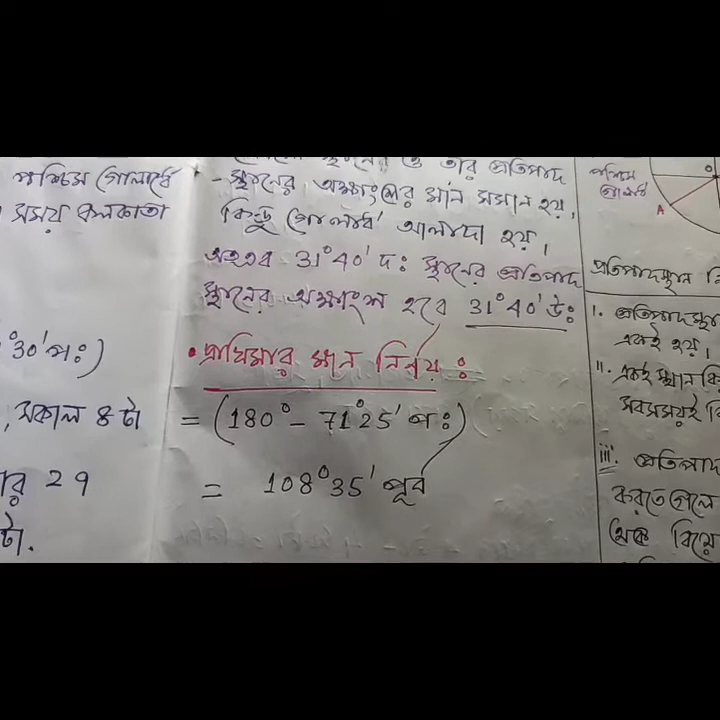 পশ্চিম গোলার্ধে
সময় কলকাতা
°30' পঃ)
, সকাল 8 টা
29
টা.
ও তার প্রতিপাদ
- স্থানের অক্ষাংশের মান সমান হয়,
কিন্তু গোলার্ধ আলাদা হয়।
অতএব 31°40' দঃ স্থানের প্রতিপাদ
স্থানের অক্ষাংশ হবে 31°40' উঃ
• দ্রাঘিমার মান নির্ণয় :
= (180° - 71°25' পঃ)
= 108°35' পূর্ব
পশ্চিম
গোলার্ধ
A
প্রতিপাদস্থান নি
i. প্রতিপাদস্থা
একই হয়।
ii. একই স্থান কি
সবসময়ই বি
iii. প্রতিপাদ
করতে গেলে
থেকে বিয়ো